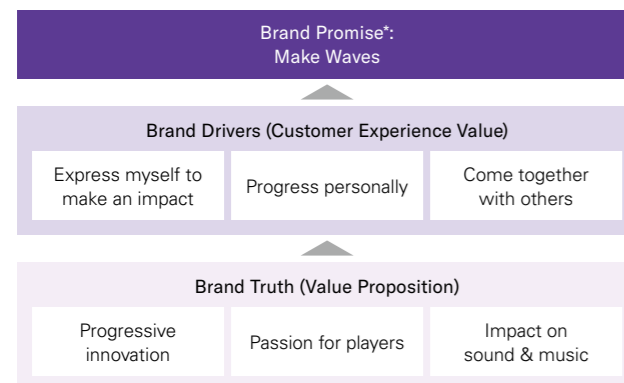 Brand Promise*:
Make Waves
Brand Drivers (Customer Experience Value)
Express myself to
make an impact
Progress personally
Come together
with others
Brand Truth (Value Proposition)
Progressive
innovation
Passion for players
Impact on
sound & music